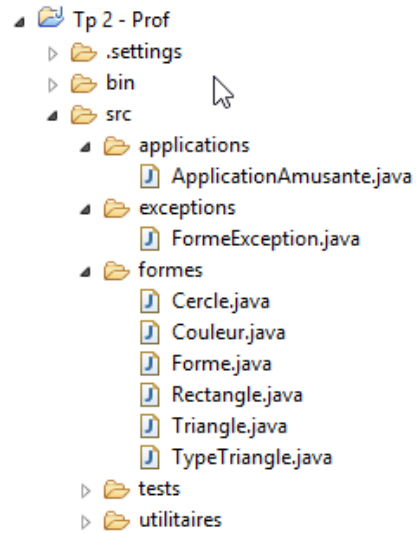 Tp 2 - Prof
.settings
bin
src
applications
ApplicationAmusante.java
exceptions
FormeException.java
formes
Cercle.java
Couleur.java
Forme.java
Rectangle.java
Triangle.java
TypeTriangle.java
tests
utilitaires